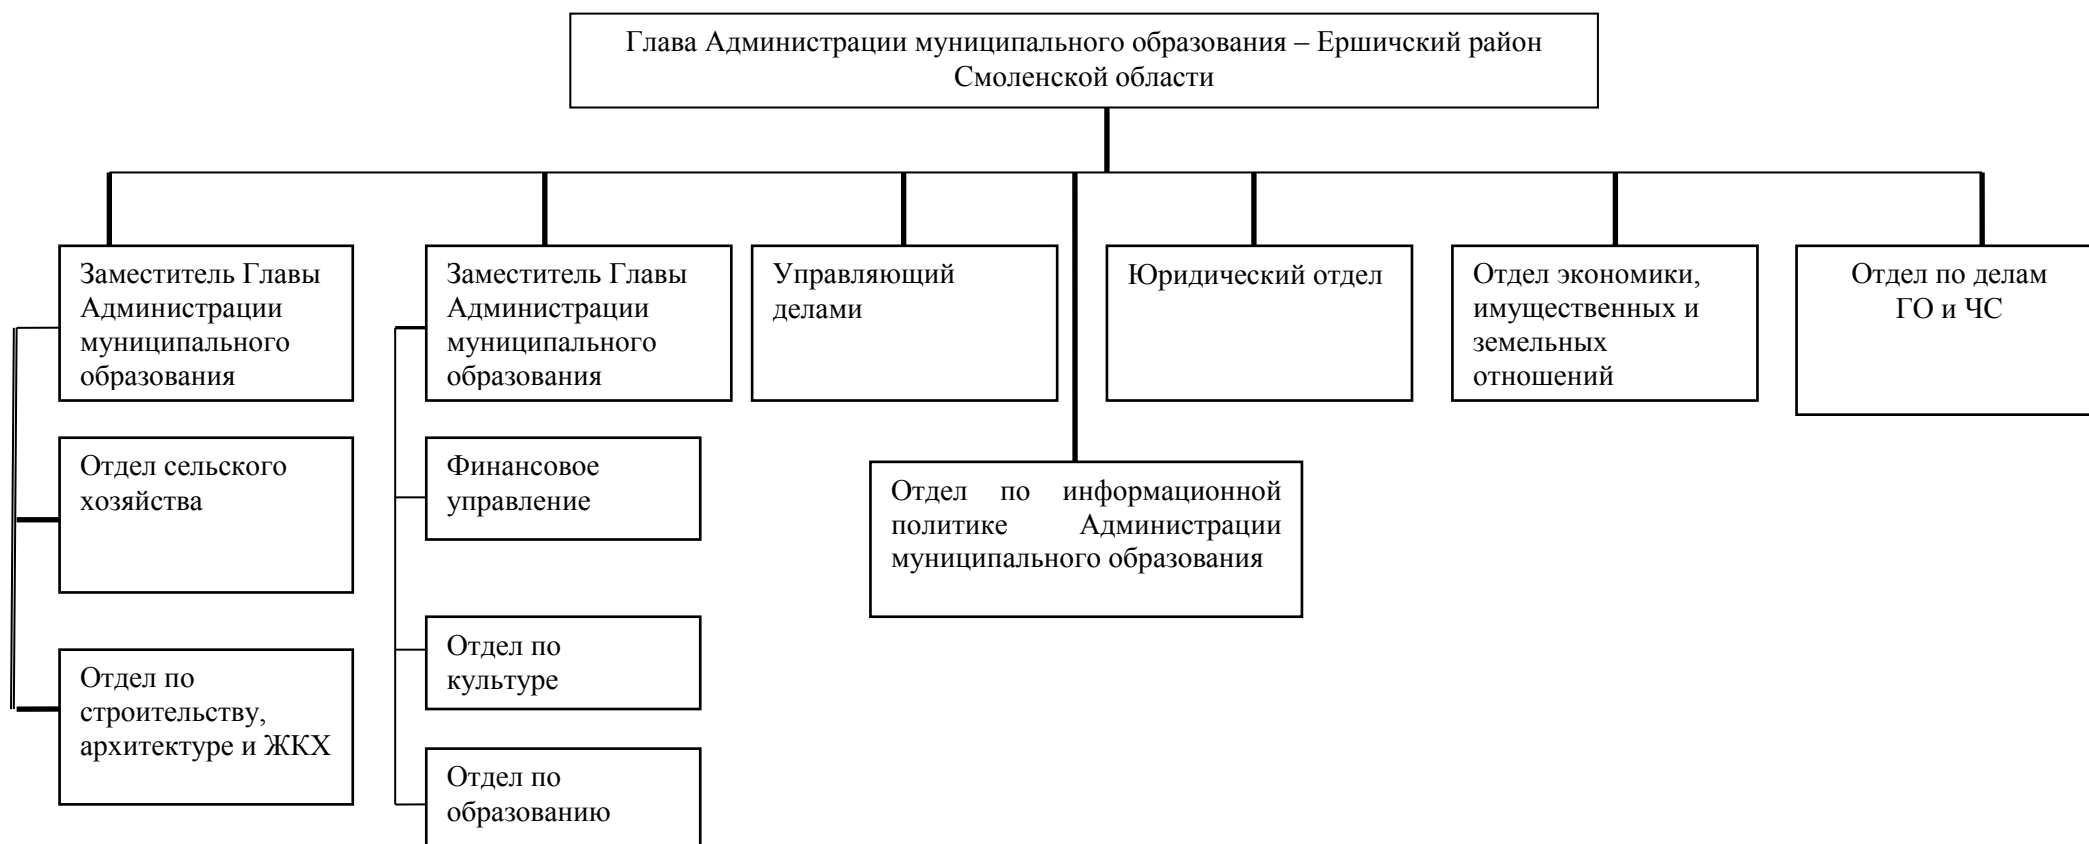 Глава Администрации муниципального образования – Ершичский район
Смоленской области
Заместитель Главы
Администрации
муниципального
образования
Заместитель Главы
Администрации
муниципального
образования
Управляющий
делами
Юридический отдел
Отдел экономики,
имущественных и
земельных
отношений
Отдел по делам
ГО и ЧС
Отдел сельского
хозяйства
Финансовое
управление
Отдел по информационной
политике Администрации
муниципального образования
Отдел по
культуре
Отдел по
строительству,
архитектуре и ЖКХ
Отдел по
образованию